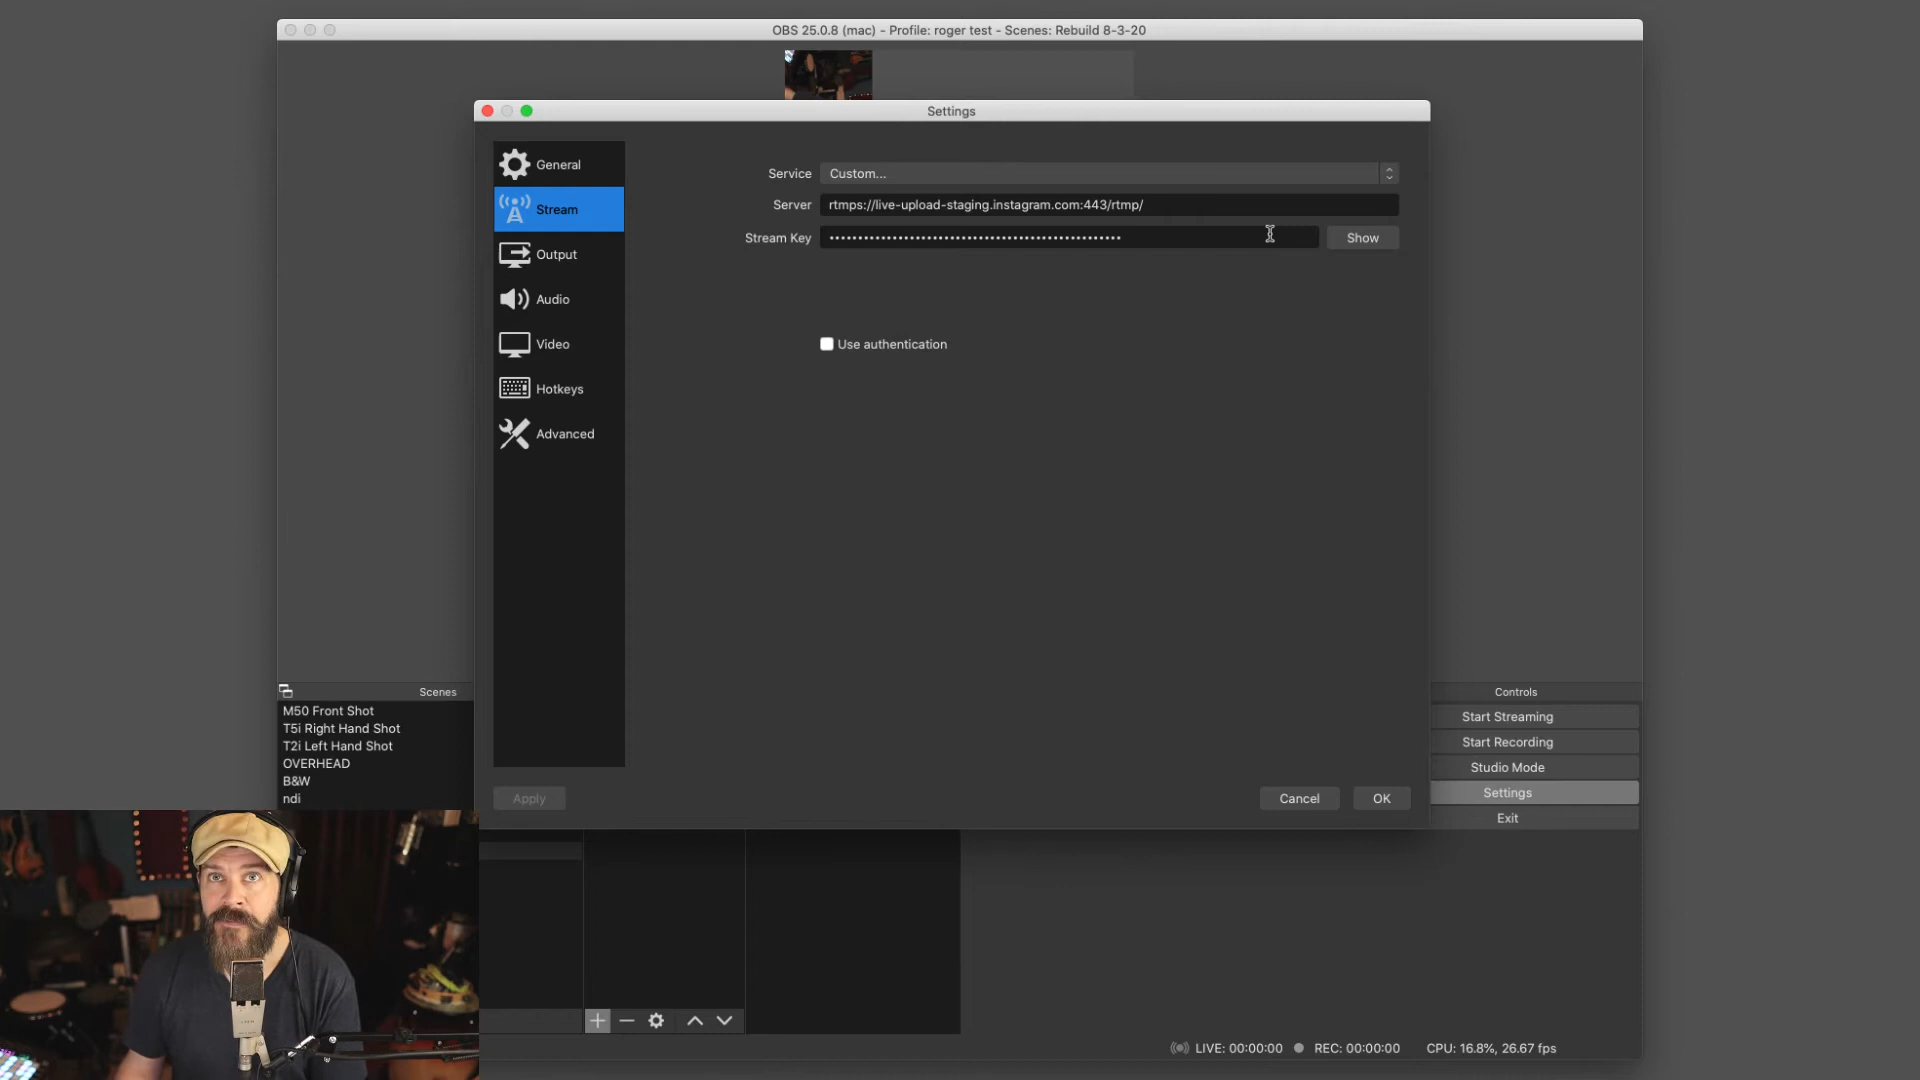 OBS 25.0.8 (mac) - Profile: roger test - Scenes: Rebuild 8-3-20
Settings
General
Stream
Output
Audio
Video
Hotkeys
Advanced
Service
Custom...
Server
rtmps://live-upload-staging.instagram.com:443/rtmp/
Stream Key
••••••••••••••••••••••••••••••••••••••••••••••••••••
Show
Use authentication
Apply
Cancel
OK
Scenes
M50 Front Shot
T5i Right Hand Shot
T2i Left Hand Shot
OVERHEAD
B&W
ndi
Controls
Start Streaming
Start Recording
Studio Mode
Settings
Exit
LIVE: 00:00:00
REC: 00:00:00
CPU: 16.8%, 26.67 fps